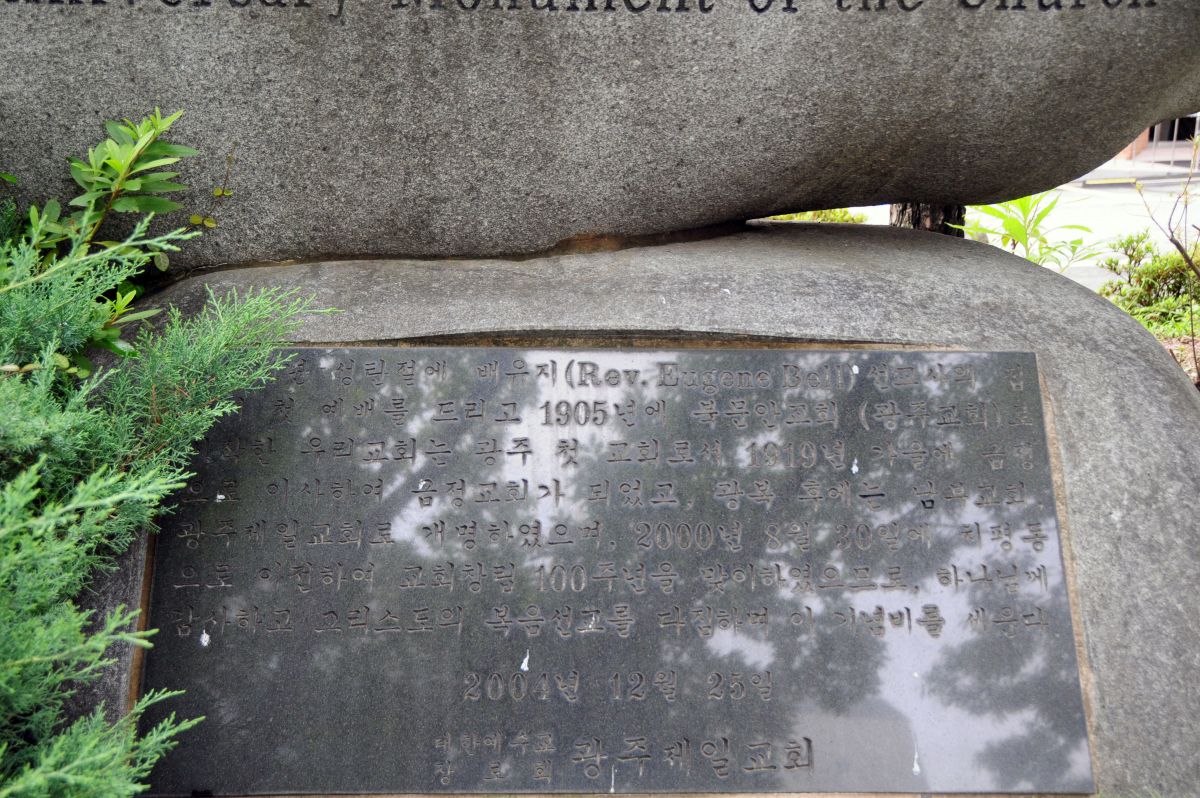 niversary Monument of the Church
성탄절에 배유지(Rev. Eugene Bell) 선교사의 집
첫 예배를 드리고 1905년에 북문안교회 (광주교회)로
작한 우리교회는 광주 첫 교회로서 1919년 가을에 금정
으로 이사하여 금정교회가 되었고, 광복 후에는 남부교회,
광주제일교회로 개명하였으며, 2000년 8월 30일에 치평동
으로 이전하여 교회창립 100주년을 맞이하였으므로, 하나님께
감사하고 그리스도의 복음선교를 다짐하며 이 기념비를 세운다
2004년 12월 25일
대한예수교
장로회 광주제일교회